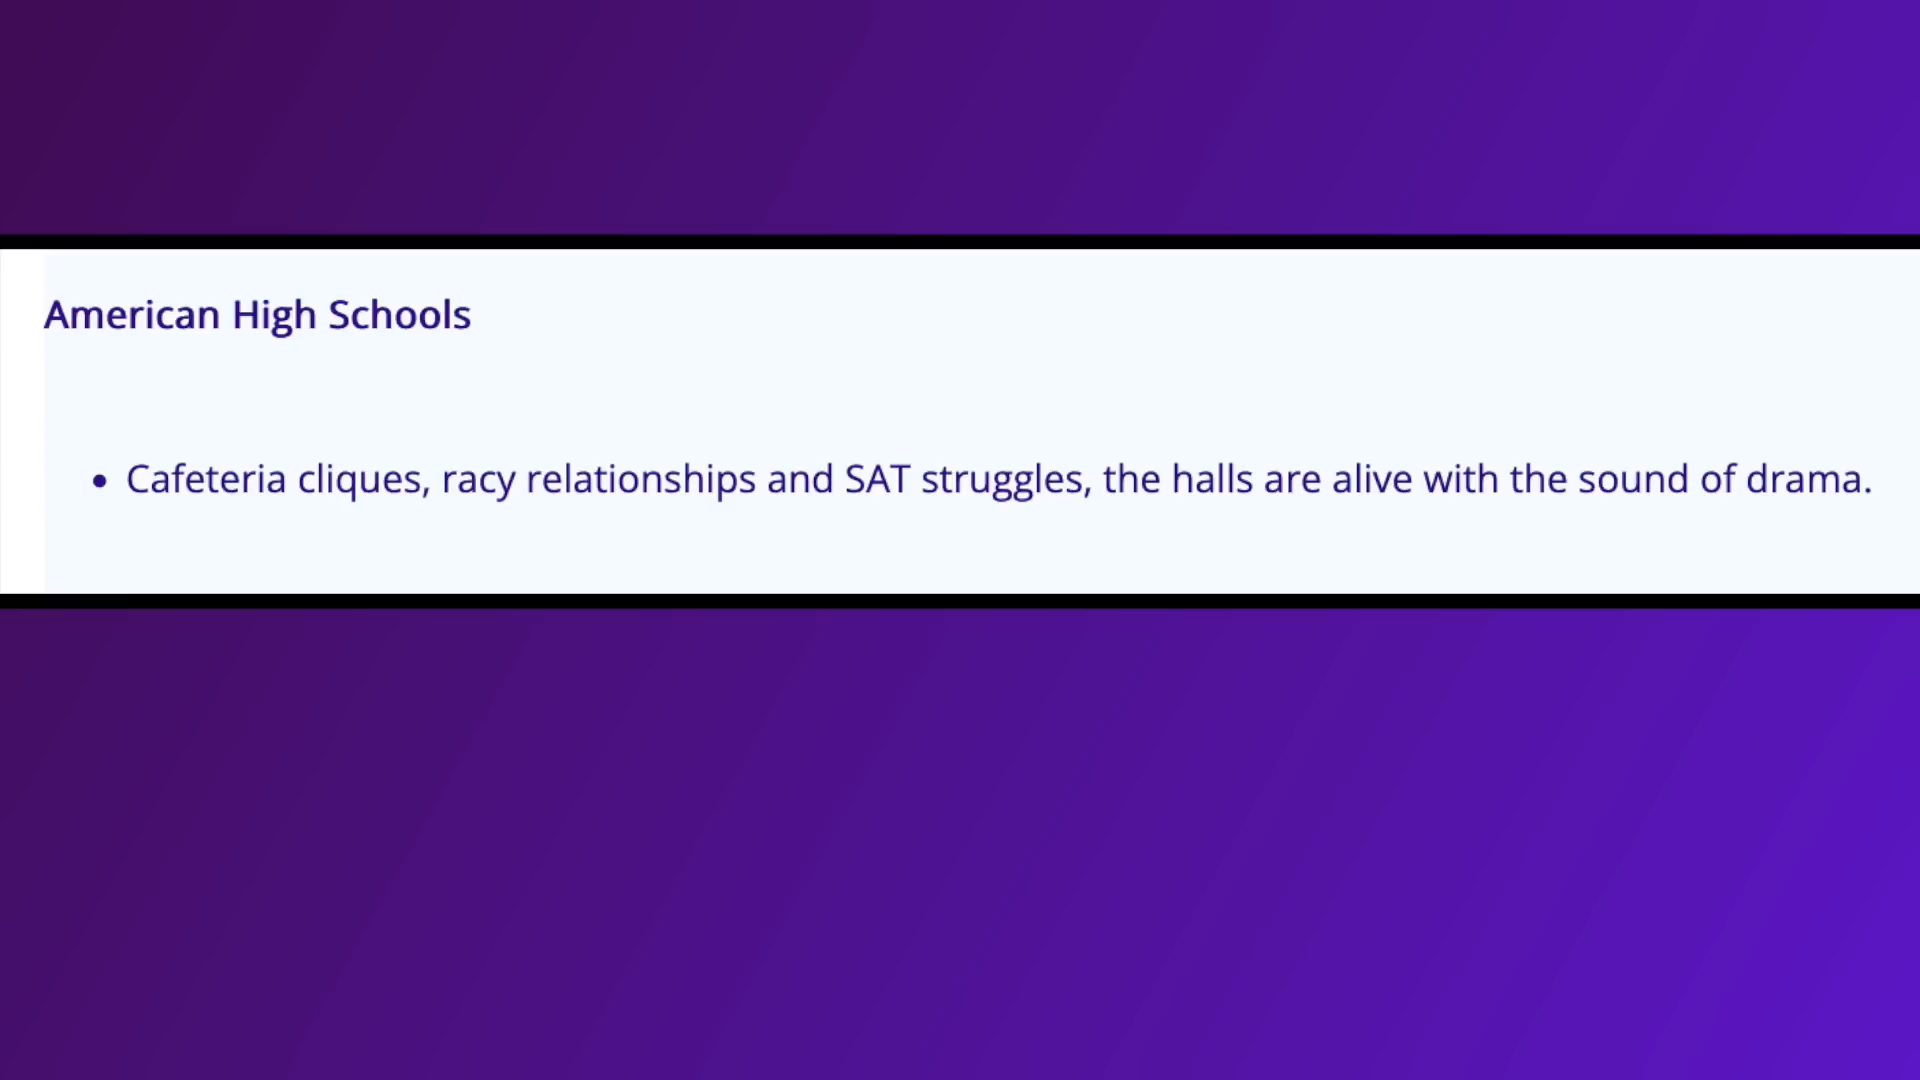 American High Schools
• Cafeteria cliques, racy relationships and SAT struggles, the halls are alive with the sound of drama.